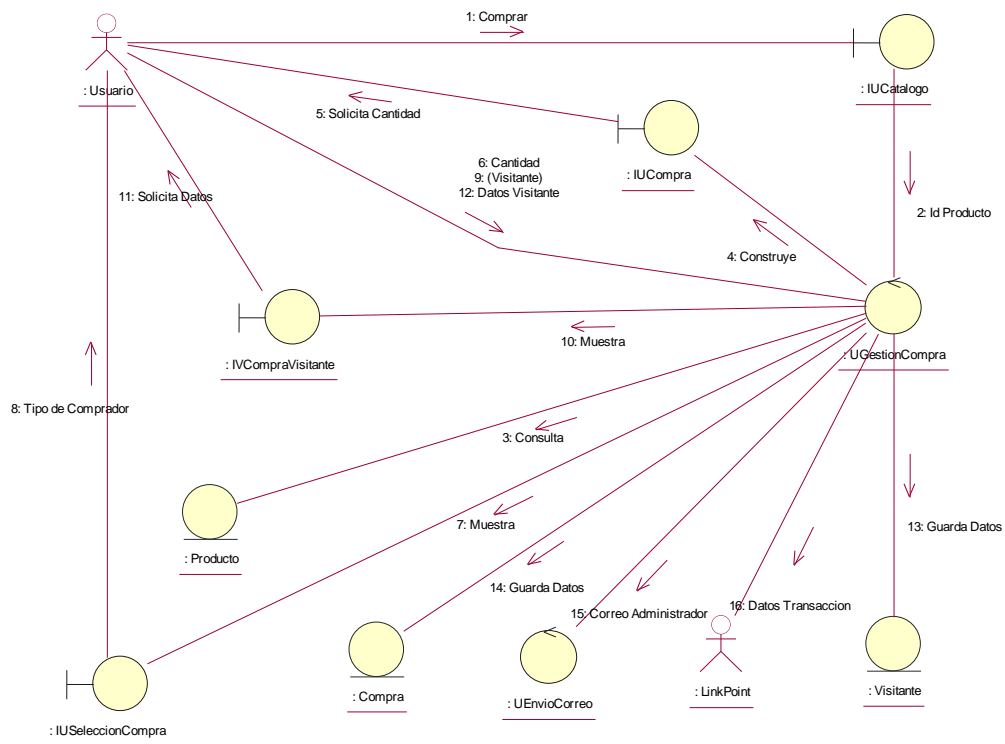 1: Comprar
: Usuario
: IUCatalogo
5: Solicita Cantidad
6: Cantidad
9: (Visitante)
12: Datos Visitante
: IUCompra
11: Solicita Datos
2: Id Producto
4: Construye
10: Muestra
: IVCompraVisitante
: UGestionCompra
8: Tipo de Comprador
3: Consulta
7: Muestra
13: Guarda Datos
: Producto
14: Guarda Datos
15: Correo Administrador
16: Datos Transaccion
: Compra
: UEnvioCorreo
: LinkPoint
: Visitante
: IUSeleccionCompra